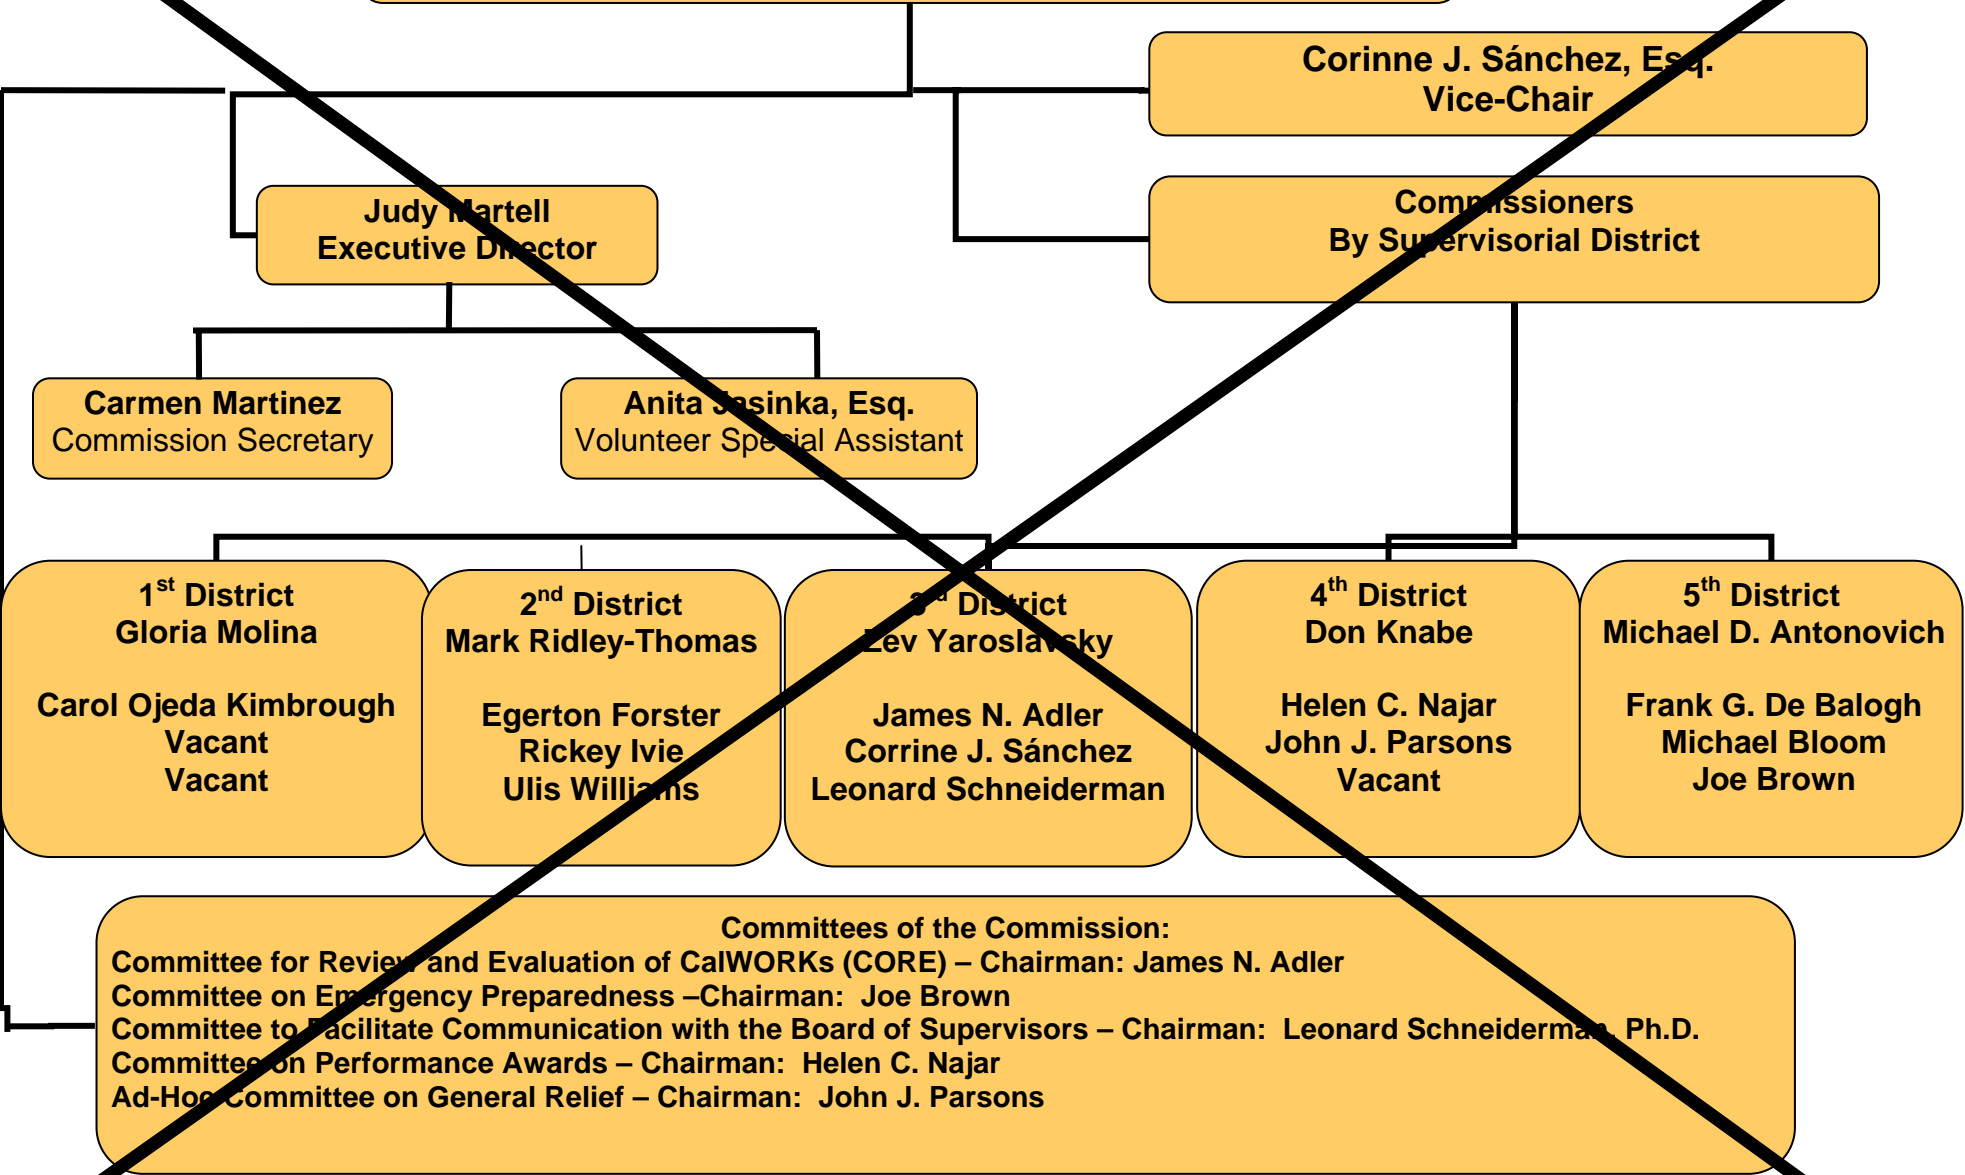 Corinne J. Sánchez, Esq.
Vice-Chair
Commissioners
By Supervisorial District
Judy Martell
Executive Director
Carmen Martinez
Commission Secretary
Anita Jasinka, Esq.
Volunteer Special Assistant
1st District
Gloria Molina
Carol Ojeda Kimbrough
Vacant
Vacant
2nd District
Mark Ridley-Thomas
Egerton Forster
Rickey Ivie
Ulis Williams
3rd District
Zev Yaroslavsky
James N. Adler
Corrine J. Sánchez
Leonard Schneiderman
4th District
Don Knabe
Helen C. Najar
John J. Parsons
Vacant
5th District
Michael D. Antonovich
Frank G. De Balogh
Michael Bloom
Joe Brown
Committees of the Commission:
Committee for Review and Evaluation of CalWORKs (CORE) – Chairman: James N. Adler
Committee on Emergency Preparedness –Chairman:  Joe Brown
Committee to Facilitate Communication with the Board of Supervisors – Chairman:  Leonard Schneiderman, Ph.D.
Committee on Performance Awards – Chairman:  Helen C. Najar
Ad-Hoc Committee on General Relief – Chairman:  John J. Parsons